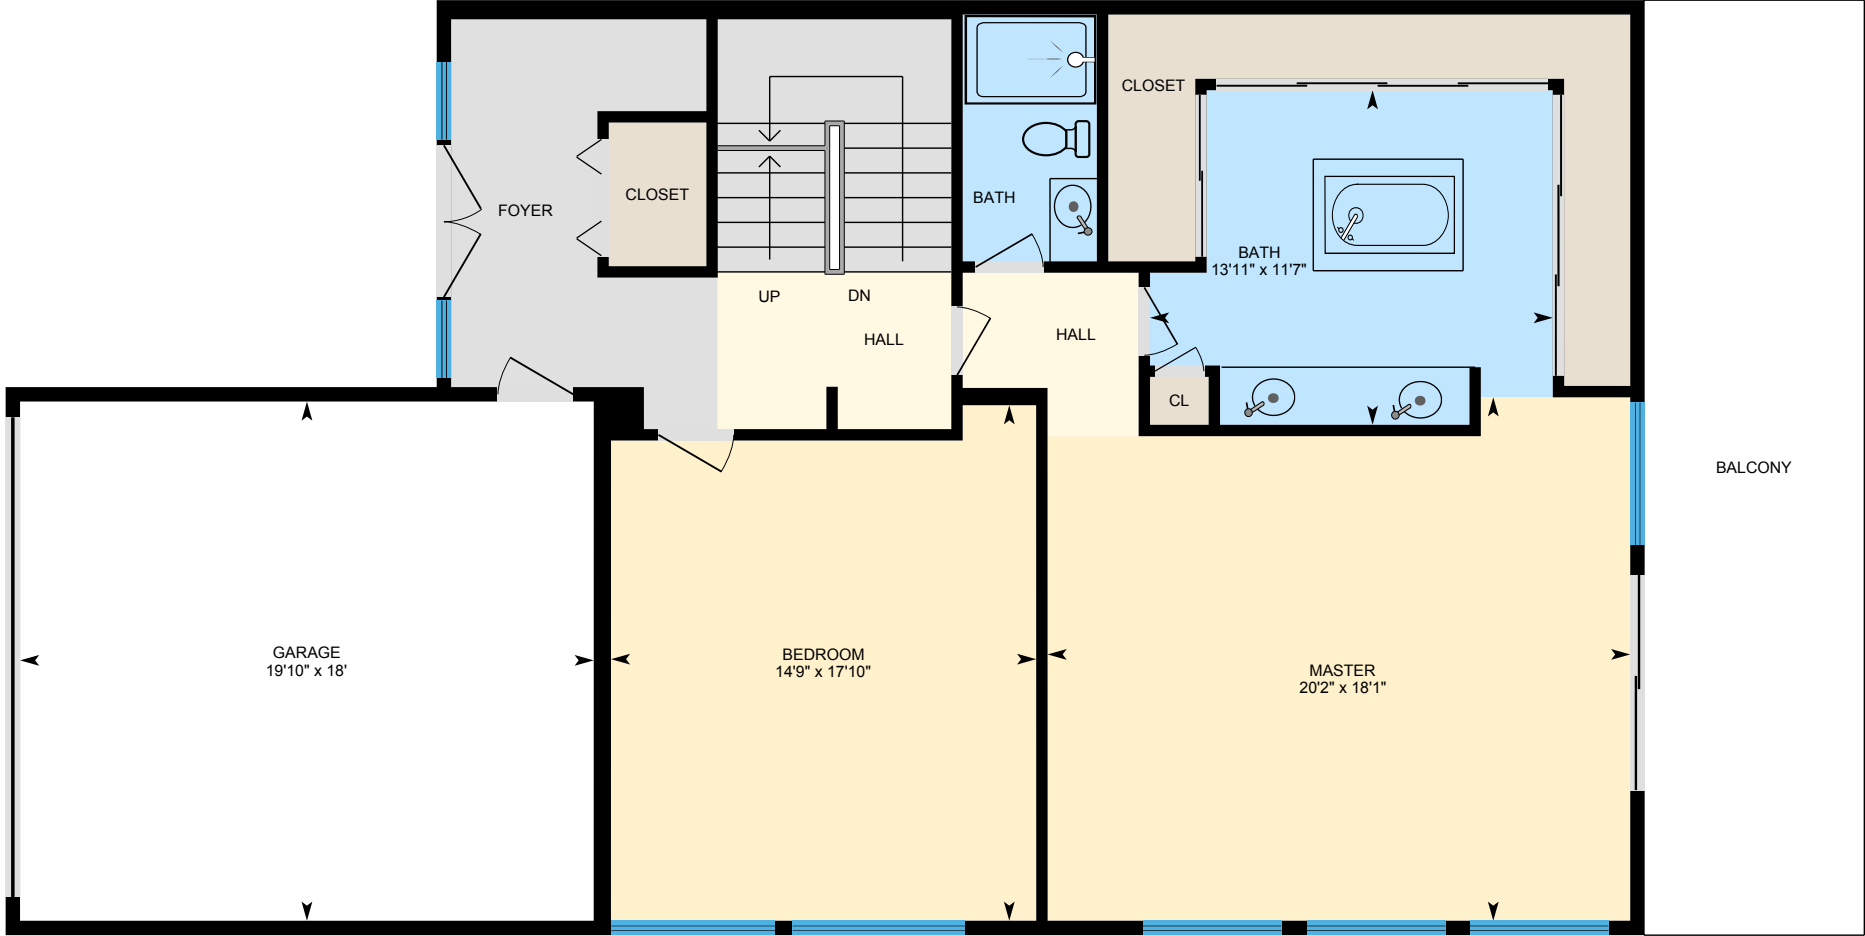 CLOSET
CLOSET
FOYER
BATH
BATH
13'11" x 11'7"
UP
DN
HALL
HALL
CL
BALCONY
GARAGE
19'10" x 18'
BEDROOM
14'9" x 17'10"
MASTER
20'2" x 18'1"